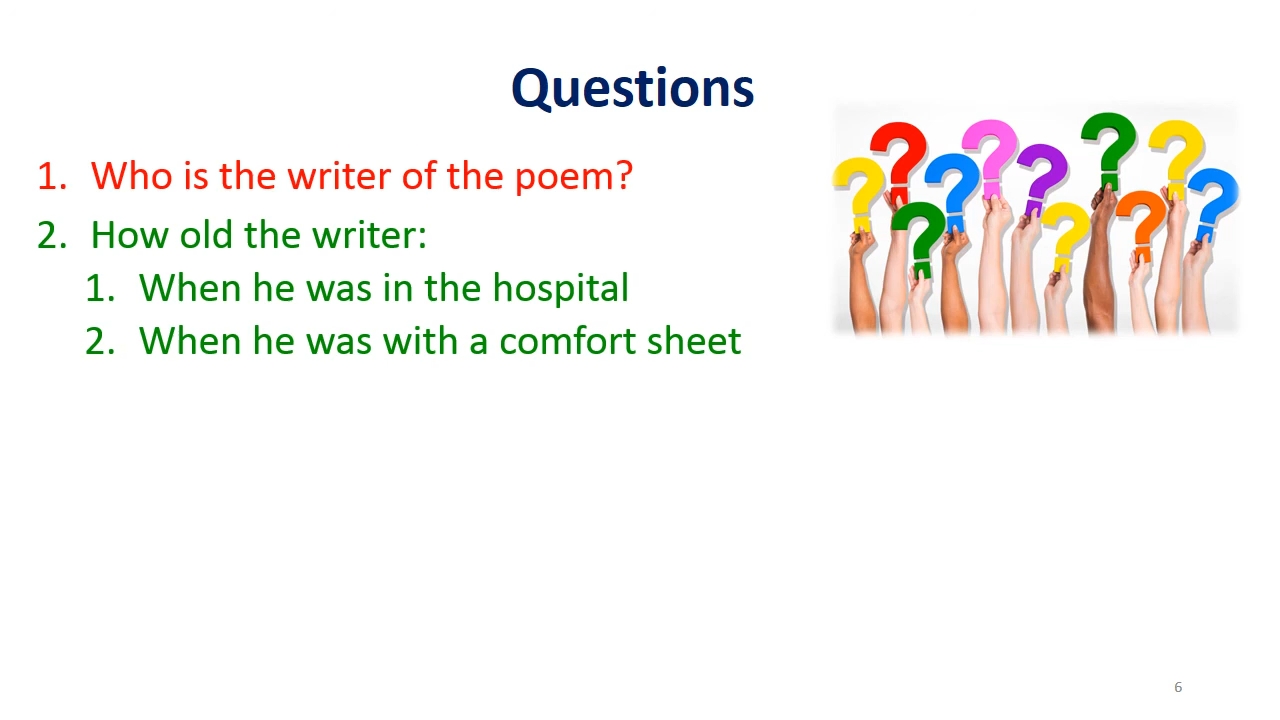 Questions
1. Who is the writer of the poem?
2. How old the writer:
1. When he was in the hospital
2. When he was with a comfort sheet
6